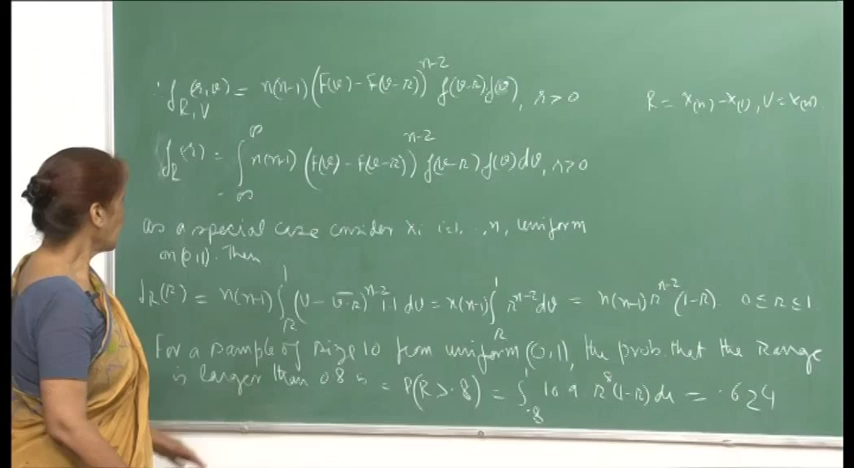 ∴ f_{R,V}(r,v) = n(n-1) (F(v) - F(v-r))^{n-2} f(v-r) f(v), r > 0
R = X_(n) - X_(1), V = X_(n)
f_R(r) = ∫_{-∞}^{∞} n(n-1) (F(v) - F(v-r))^{n-2} f(v-r) f(v) dv, r > 0
as a special case consider X_i i=1,..,n, uniform
on (0,1). Then
f_R(r) = n(n-1) ∫_r^1 (v - \overline{v-r})^{n-2} 1.1 dv = n(n-1) ∫_r^1 r^{n-2} dv = n(n-1) r^{n-2} (1-r) 0 ≤ r ≤ 1
For a sample of size 10 from uniform (0,1), the prob. that the Range
is larger than 0.8 is = P(R > .8) = ∫_{.8}^1 10 9 r^8 (1-r) dr = .624